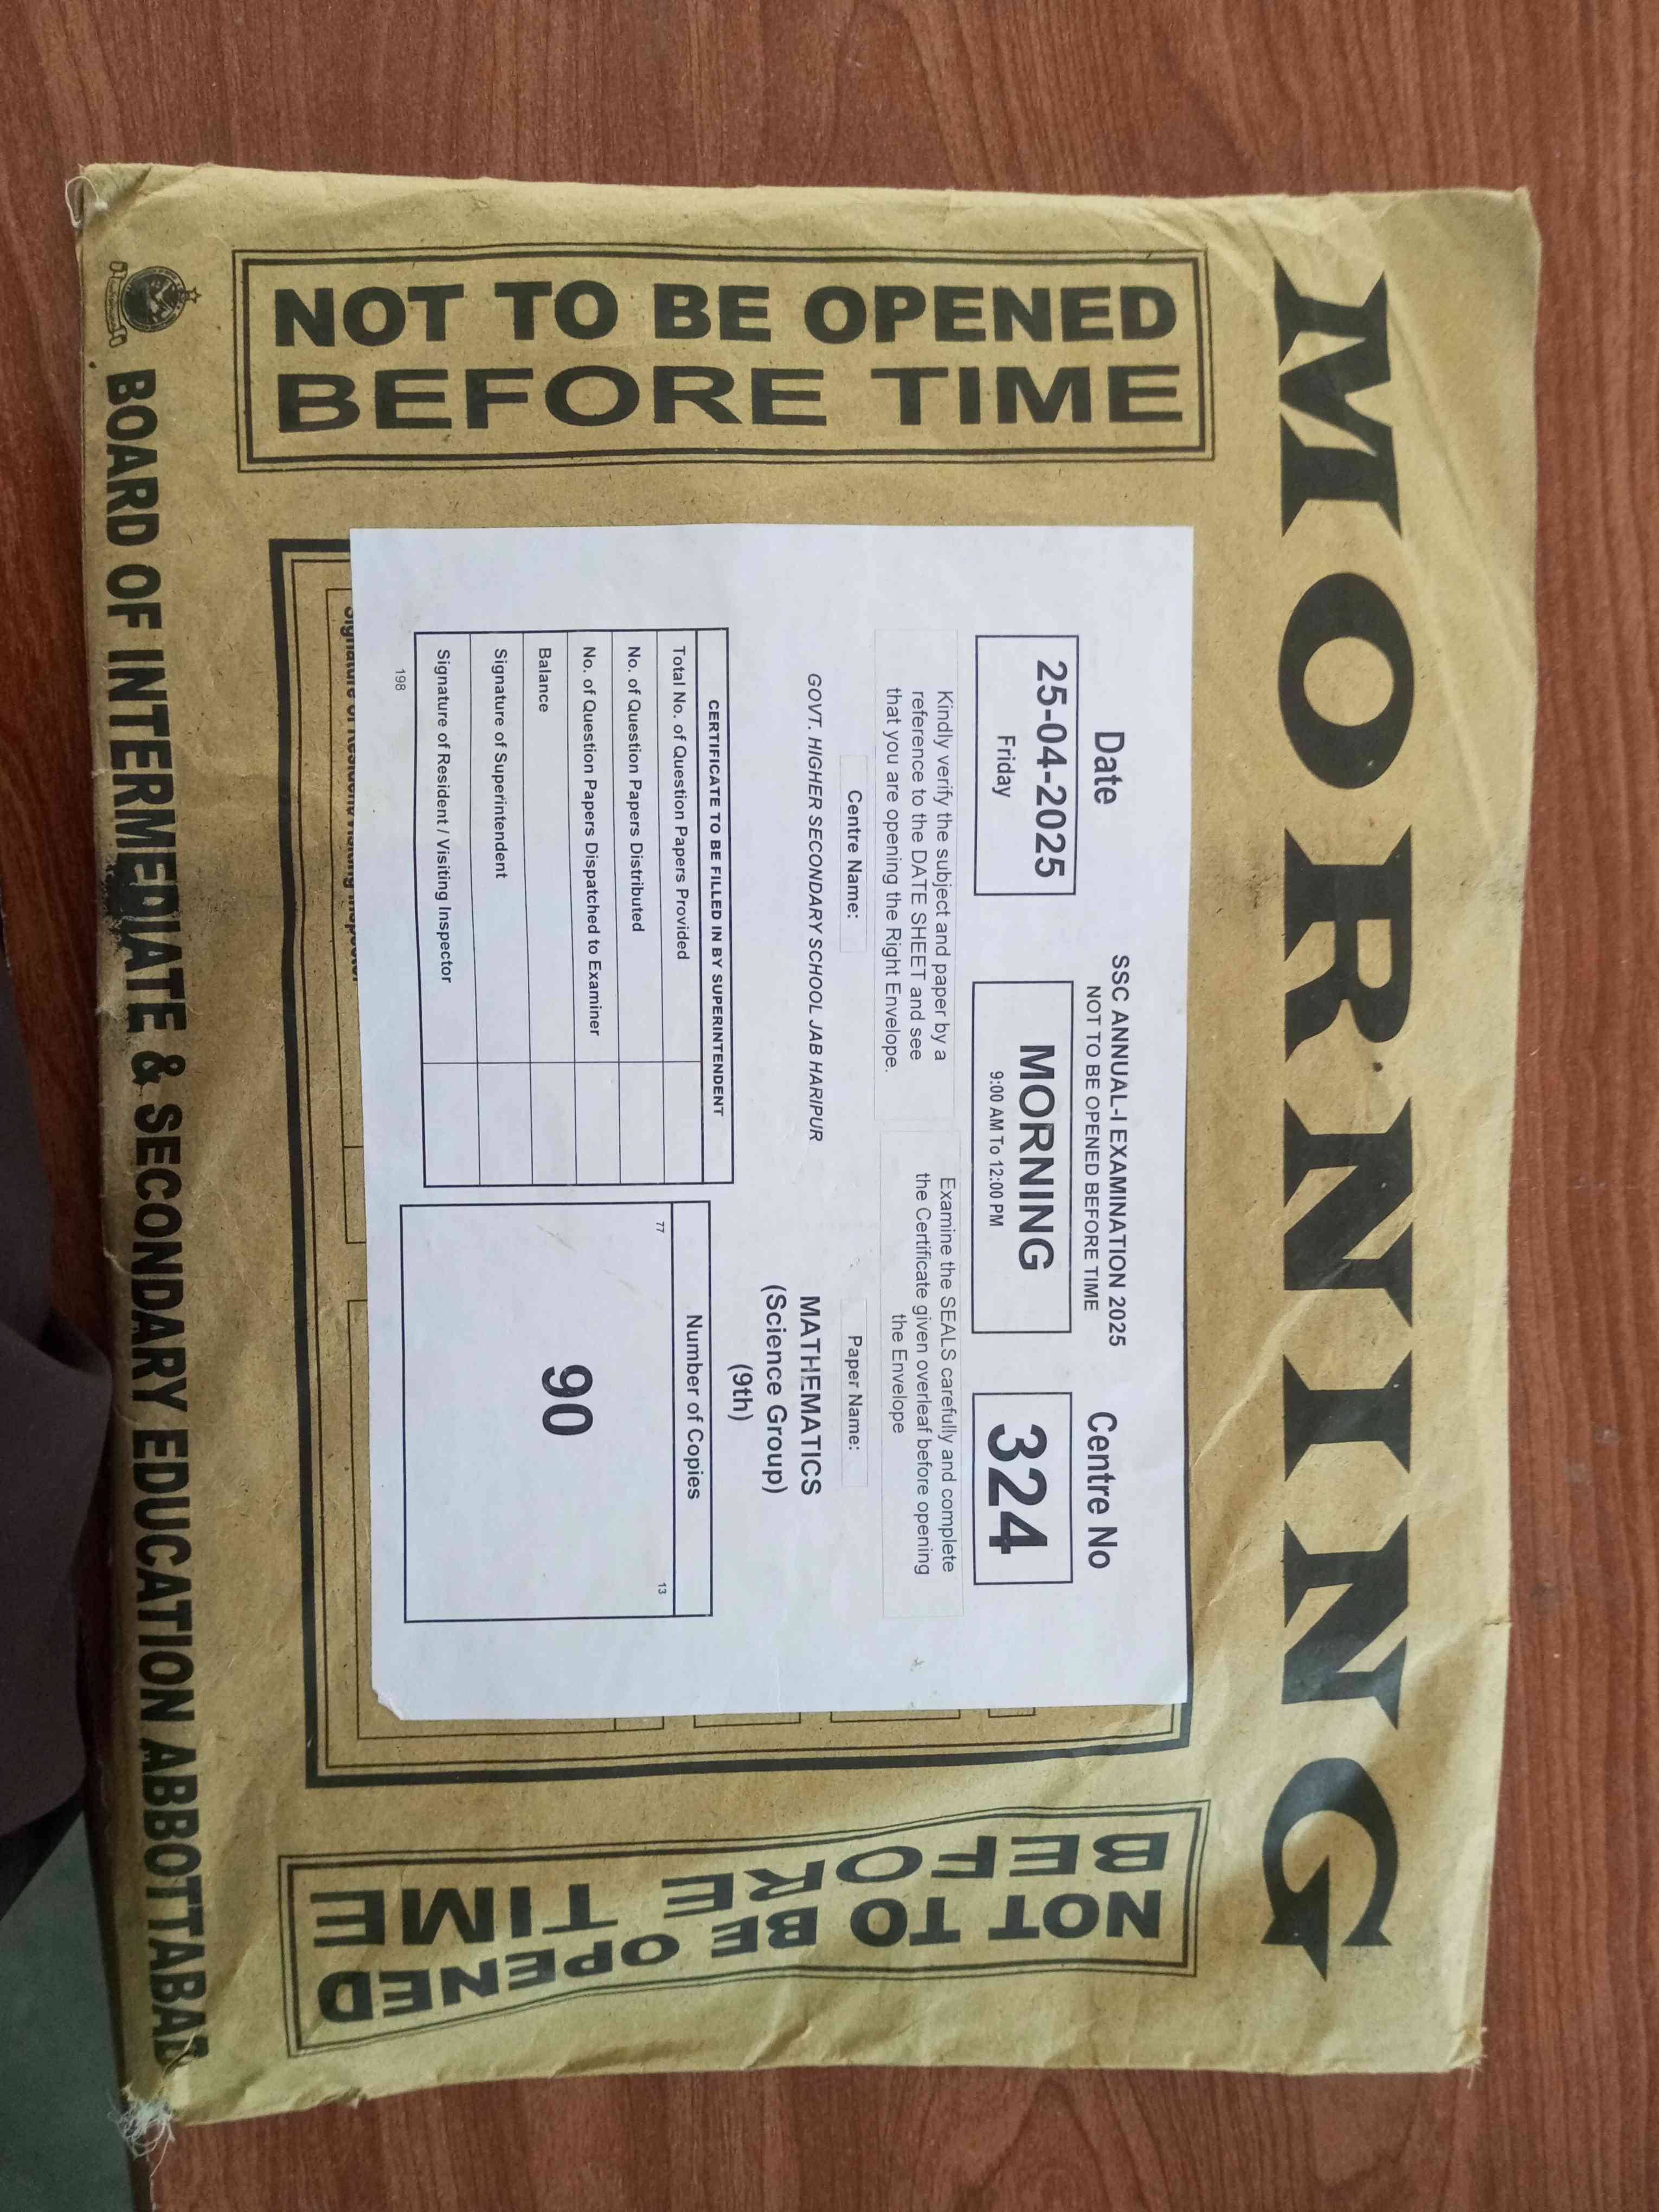 MORNING
NOT TO BE OPENED
BEFORE TIME
Date
25-04-2025
Friday
SSC ANNUAL-I EXAMINATION 2025
NOT TO BE OPENED BEFORE TIME
MORNING
9:00 AM To 12:00 PM
Centre No
324
Kindly verify the subject and paper by a
reference to the DATE SHEET and see
that you are opening the Right Envelope.
Examine the SEALS carefully and complete
the Certificate given overleaf before opening
the Envelope
Centre Name:
GOVT. HIGHER SECONDARY SCHOOL JAB HARIPUR
Paper Name:
MATHEMATICS
(Science Group)
(9th)
CERTIFICATE TO BE FILLED IN BY SUPERINTENDENT
Total No. of Question Papers Provided
No. of Question Papers Distributed
No. of Question Papers Dispatched to Examiner
Balance
Signature of Superintendent
Signature of Resident / Visiting Inspector
198
Number of Copies
77
13
90
NOT TO BE OPENED
BEFORE TIME
BOARD OF INTERMEDIATE & SECONDARY EDUCATION ABBOTTABAD